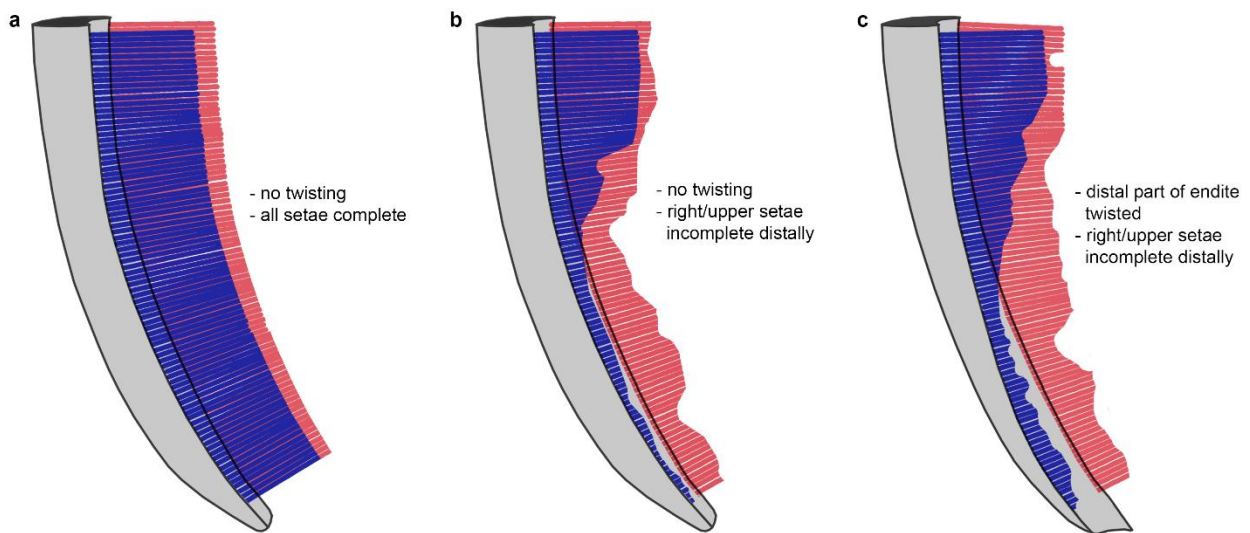 a
- no twisting
- all setae complete
b
- no twisting
- right/upper setae
incomplete distally
c
- distal part of endite
twisted
- right/upper setae
incomplete distally